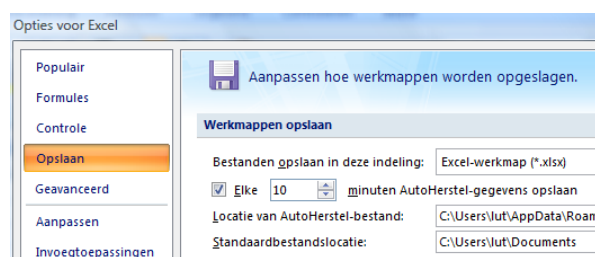 Opties voor Excel
Populair
Formules
Controle
Opslaan
Geavanceerd
Aanpassen
Invoegtoepassingen
Aanpassen hoe werkmappen worden opgeslagen.
Werkmappen opslaan
Bestanden opslaan in deze indeling: Excel-werkmap (*.xlsx)
Elke 10 minuten AutoHerstel-gegevens opslaan
Locatie van AutoHerstel-bestand: C:\Users\lut\AppData\Roam
Standaardbestandslocatie: C:\Users\lut\Documents